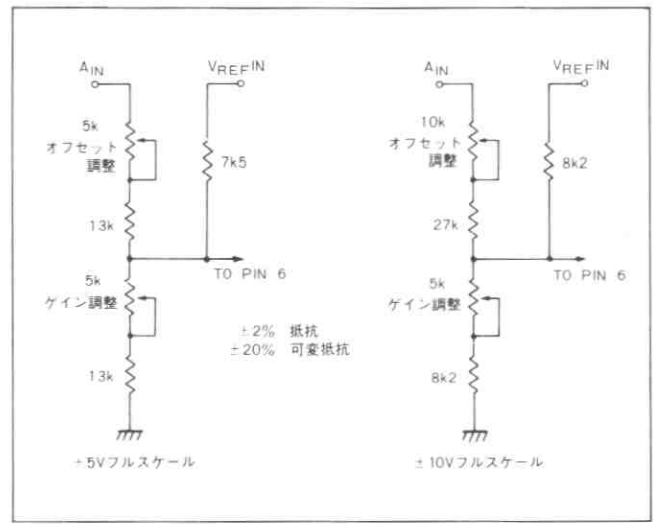 AIN
VREFIN
5k
オフセット
調整
7k5
13k
TO PIN 6
5k
ゲイン調整
13k
±5Vフルスケール
±2% 抵抗
±20% 可変抵抗
AIN
VREFIN
10k
オフセット
調整
8k2
27k
TO PIN 6
5k
ゲイン調整
8k2
±10Vフルスケール